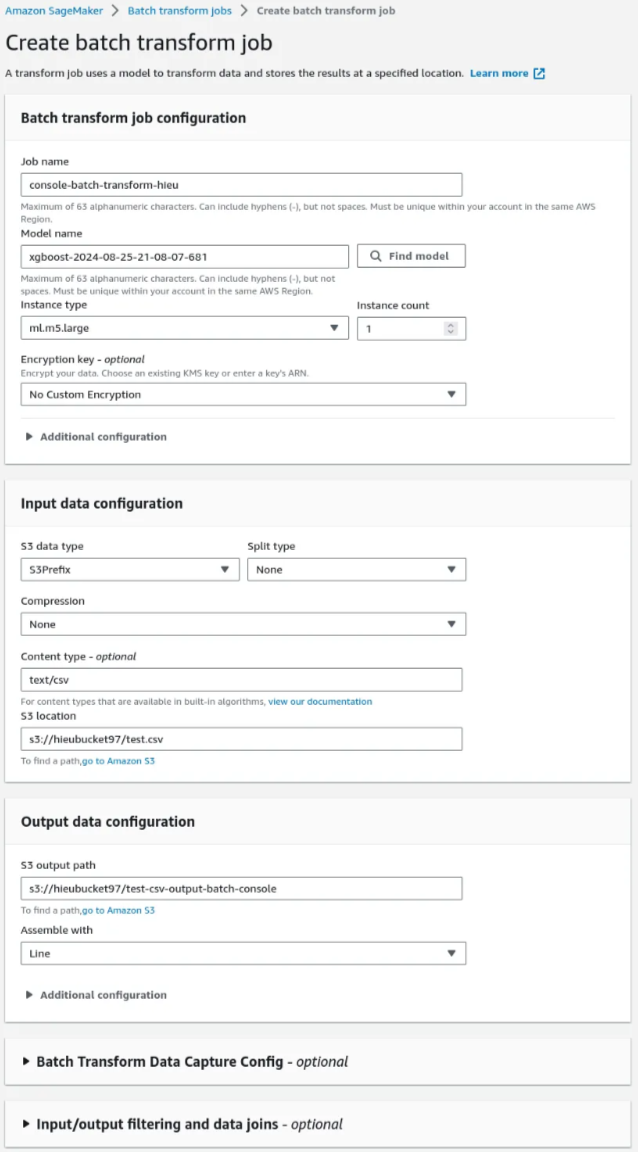 Amazon SageMaker > Batch transform jobs > Create batch transform job
Create batch transform job
A transform job uses a model to transform data and stores the results at a specified location. Learn more
Batch transform job configuration
Job name
console-batch-transform-hieu
Maximum of 63 alphanumeric characters. Can include hyphens (-), but not spaces. Must be unique within your account in the same AWS
Region.
Model name
xgboost-2024-08-25-21-08-07-681 Find model
Maximum of 63 alphanumeric characters. Can include hyphens (-), but not
spaces. Must be unique within your account in the same AWS Region.
Instance type Instance count
ml.m5.large 1
Encryption key - optional
Encrypt your data. Choose an existing KMS key or enter a key's ARN.
No Custom Encryption
Additional configuration
Input data configuration
S3 data type Split type
S3Prefix None
Compression
None
Content type - optional
text/csv
For content types that are available in built-in algorithms, view our documentation
S3 location
s3://hieubucket97/test.csv
To find a path,go to Amazon S3
Output data configuration
S3 output path
s3://hieubucket97/test-csv-output-batch-console
To find a path,go to Amazon S3
Assemble with
Line
Additional configuration
Batch Transform Data Capture Config - optional
Input/output filtering and data joins - optional